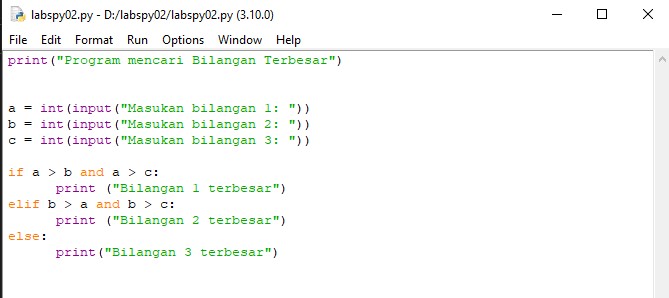 labspy02.py - D:/labspy02/labspy02.py (3.10.0)
File Edit Format Run Options Window Help
print("Program mencari Bilangan Terbesar")
a = int(input("Masukan bilangan 1: "))
b = int(input("Masukan bilangan 2: "))
c = int(input("Masukan bilangan 3: "))
if a > b and a > c:
      print ("Bilangan 1 terbesar")
elif b > a and b > c:
      print ("Bilangan 2 terbesar")
else:
      print("Bilangan 3 terbesar")